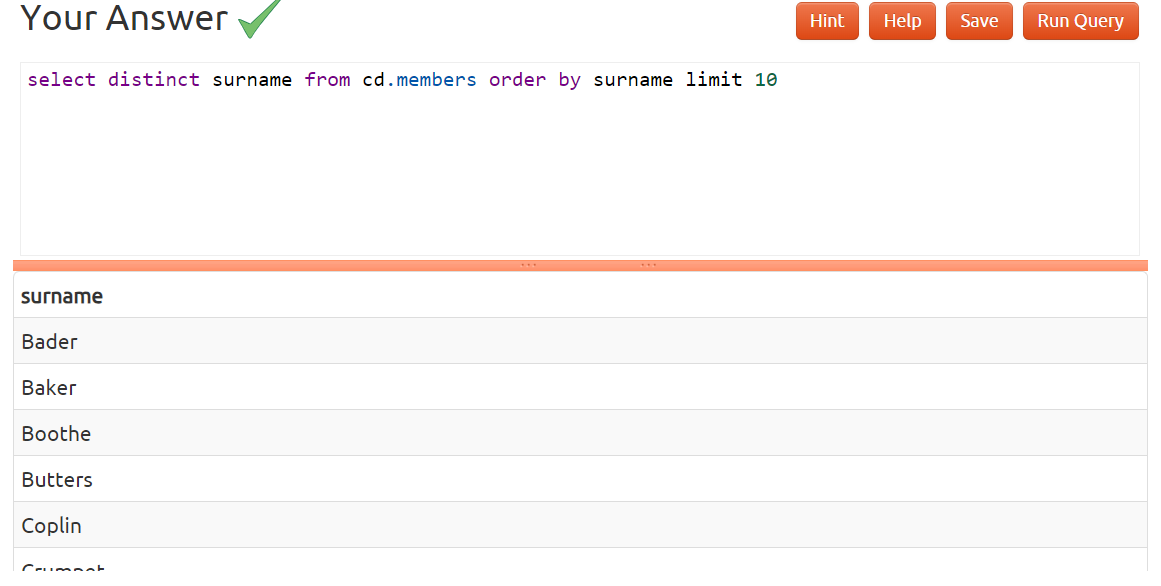 Your Answer
Hint Help Save Run Query
select distinct surname from cd.members order by surname limit 10
surname
Bader
Baker
Boothe
Butters
Coplin
Crumpet